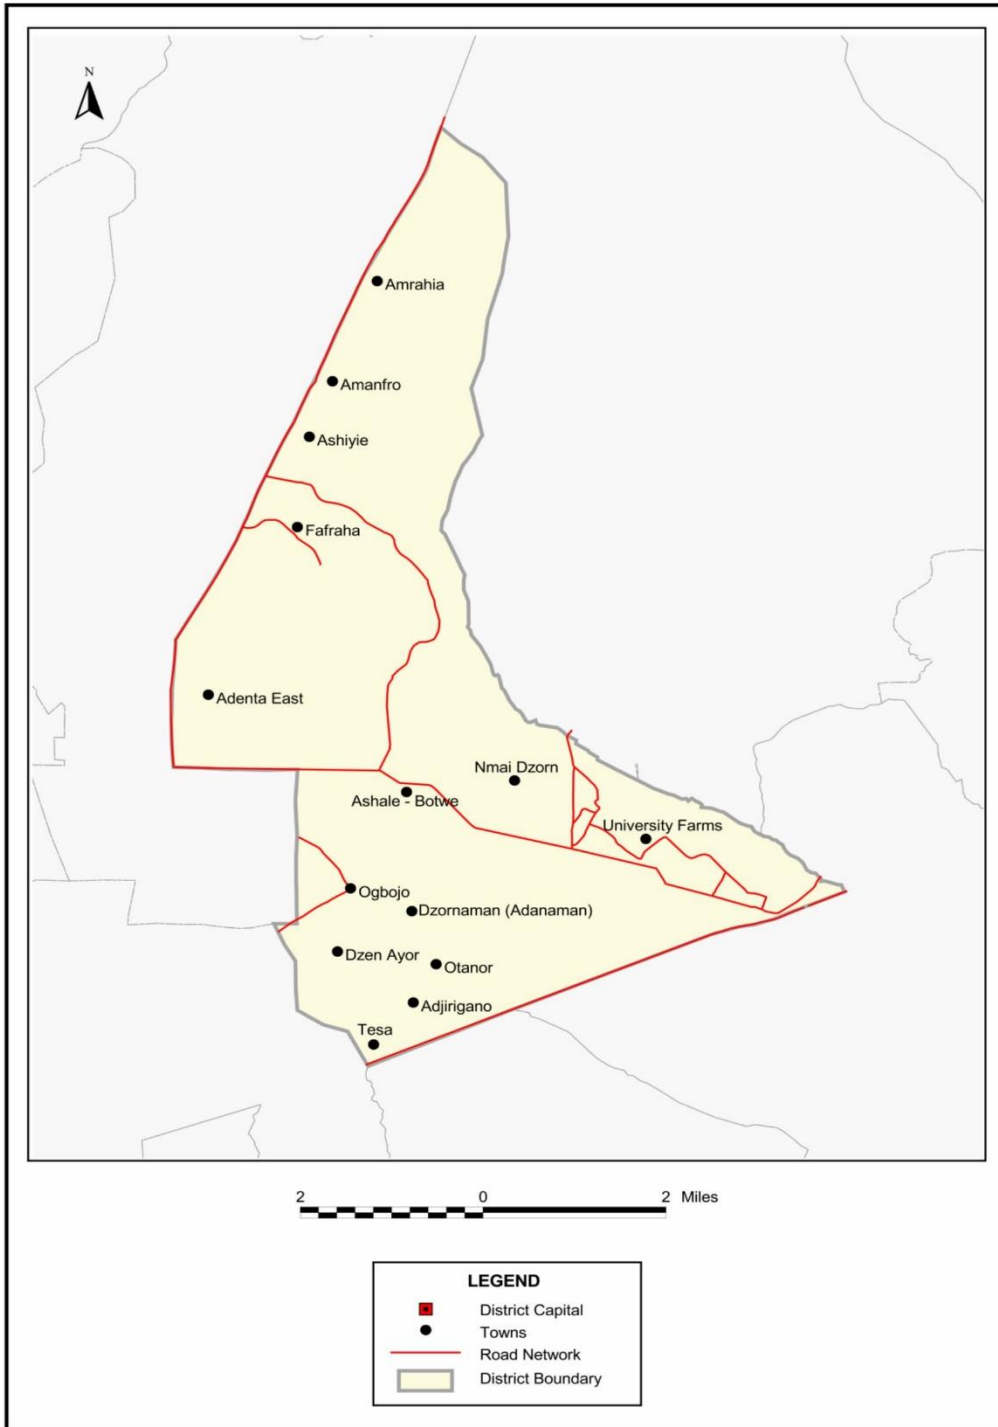 N
Amrahia
Amanfro
Ashiyie
Fafraha
Adenta East
Nmai Dzorn
Ashale - Botwe
University Farms
Ogbojo
Dzornaman (Adanaman)
Dzen Ayor
Otanor
Adjirigano
Tesa
2 0 2 Miles
LEGEND
District Capital
Towns
Road Network
District Boundary